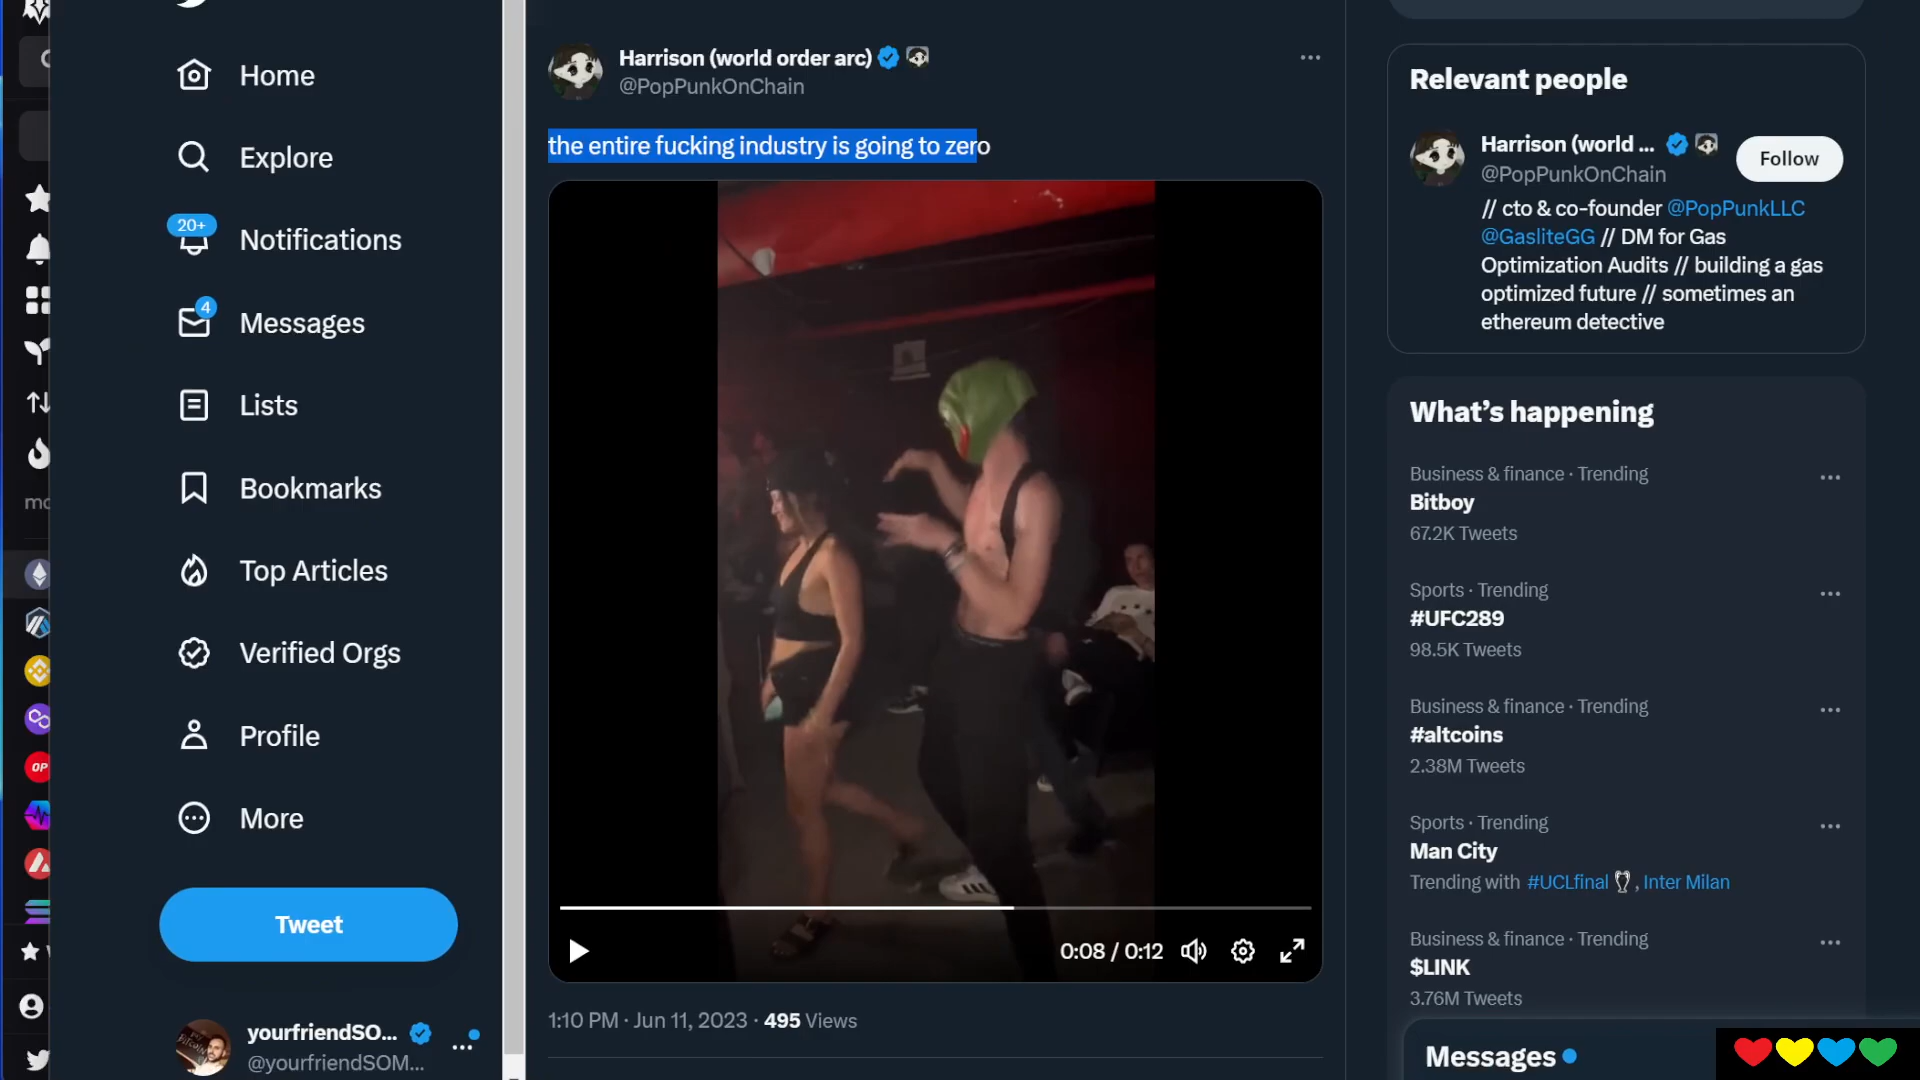 Home
Explore
20+
Notifications
4
Messages
Lists
Bookmarks
Top Articles
Verified Orgs
Profile
More
Tweet
yourfriendSO...
@yourfriendSOM...
OP
Harrison (world order arc)
@PopPunkOnChain
the entire fucking industry is going to zero
0:08 / 0:12
1:10 PM · Jun 11, 2023 · 495 Views
Relevant people
Harrison (world ...
@PopPunkOnChain
Follow
// cto & co-founder @PopPunkLLC
@GasliteGG // DM for Gas
Optimization Audits // building a gas
optimized future // sometimes an
ethereum detective
What's happening
Business & finance · Trending
Bitboy
67.2K Tweets
Sports · Trending
#UFC289
98.5K Tweets
Business & finance · Trending
#altcoins
2.38M Tweets
Sports · Trending
Man City
Trending with #UCLfinal , Inter Milan
Business & finance · Trending
$LINK
3.76M Tweets
Messages